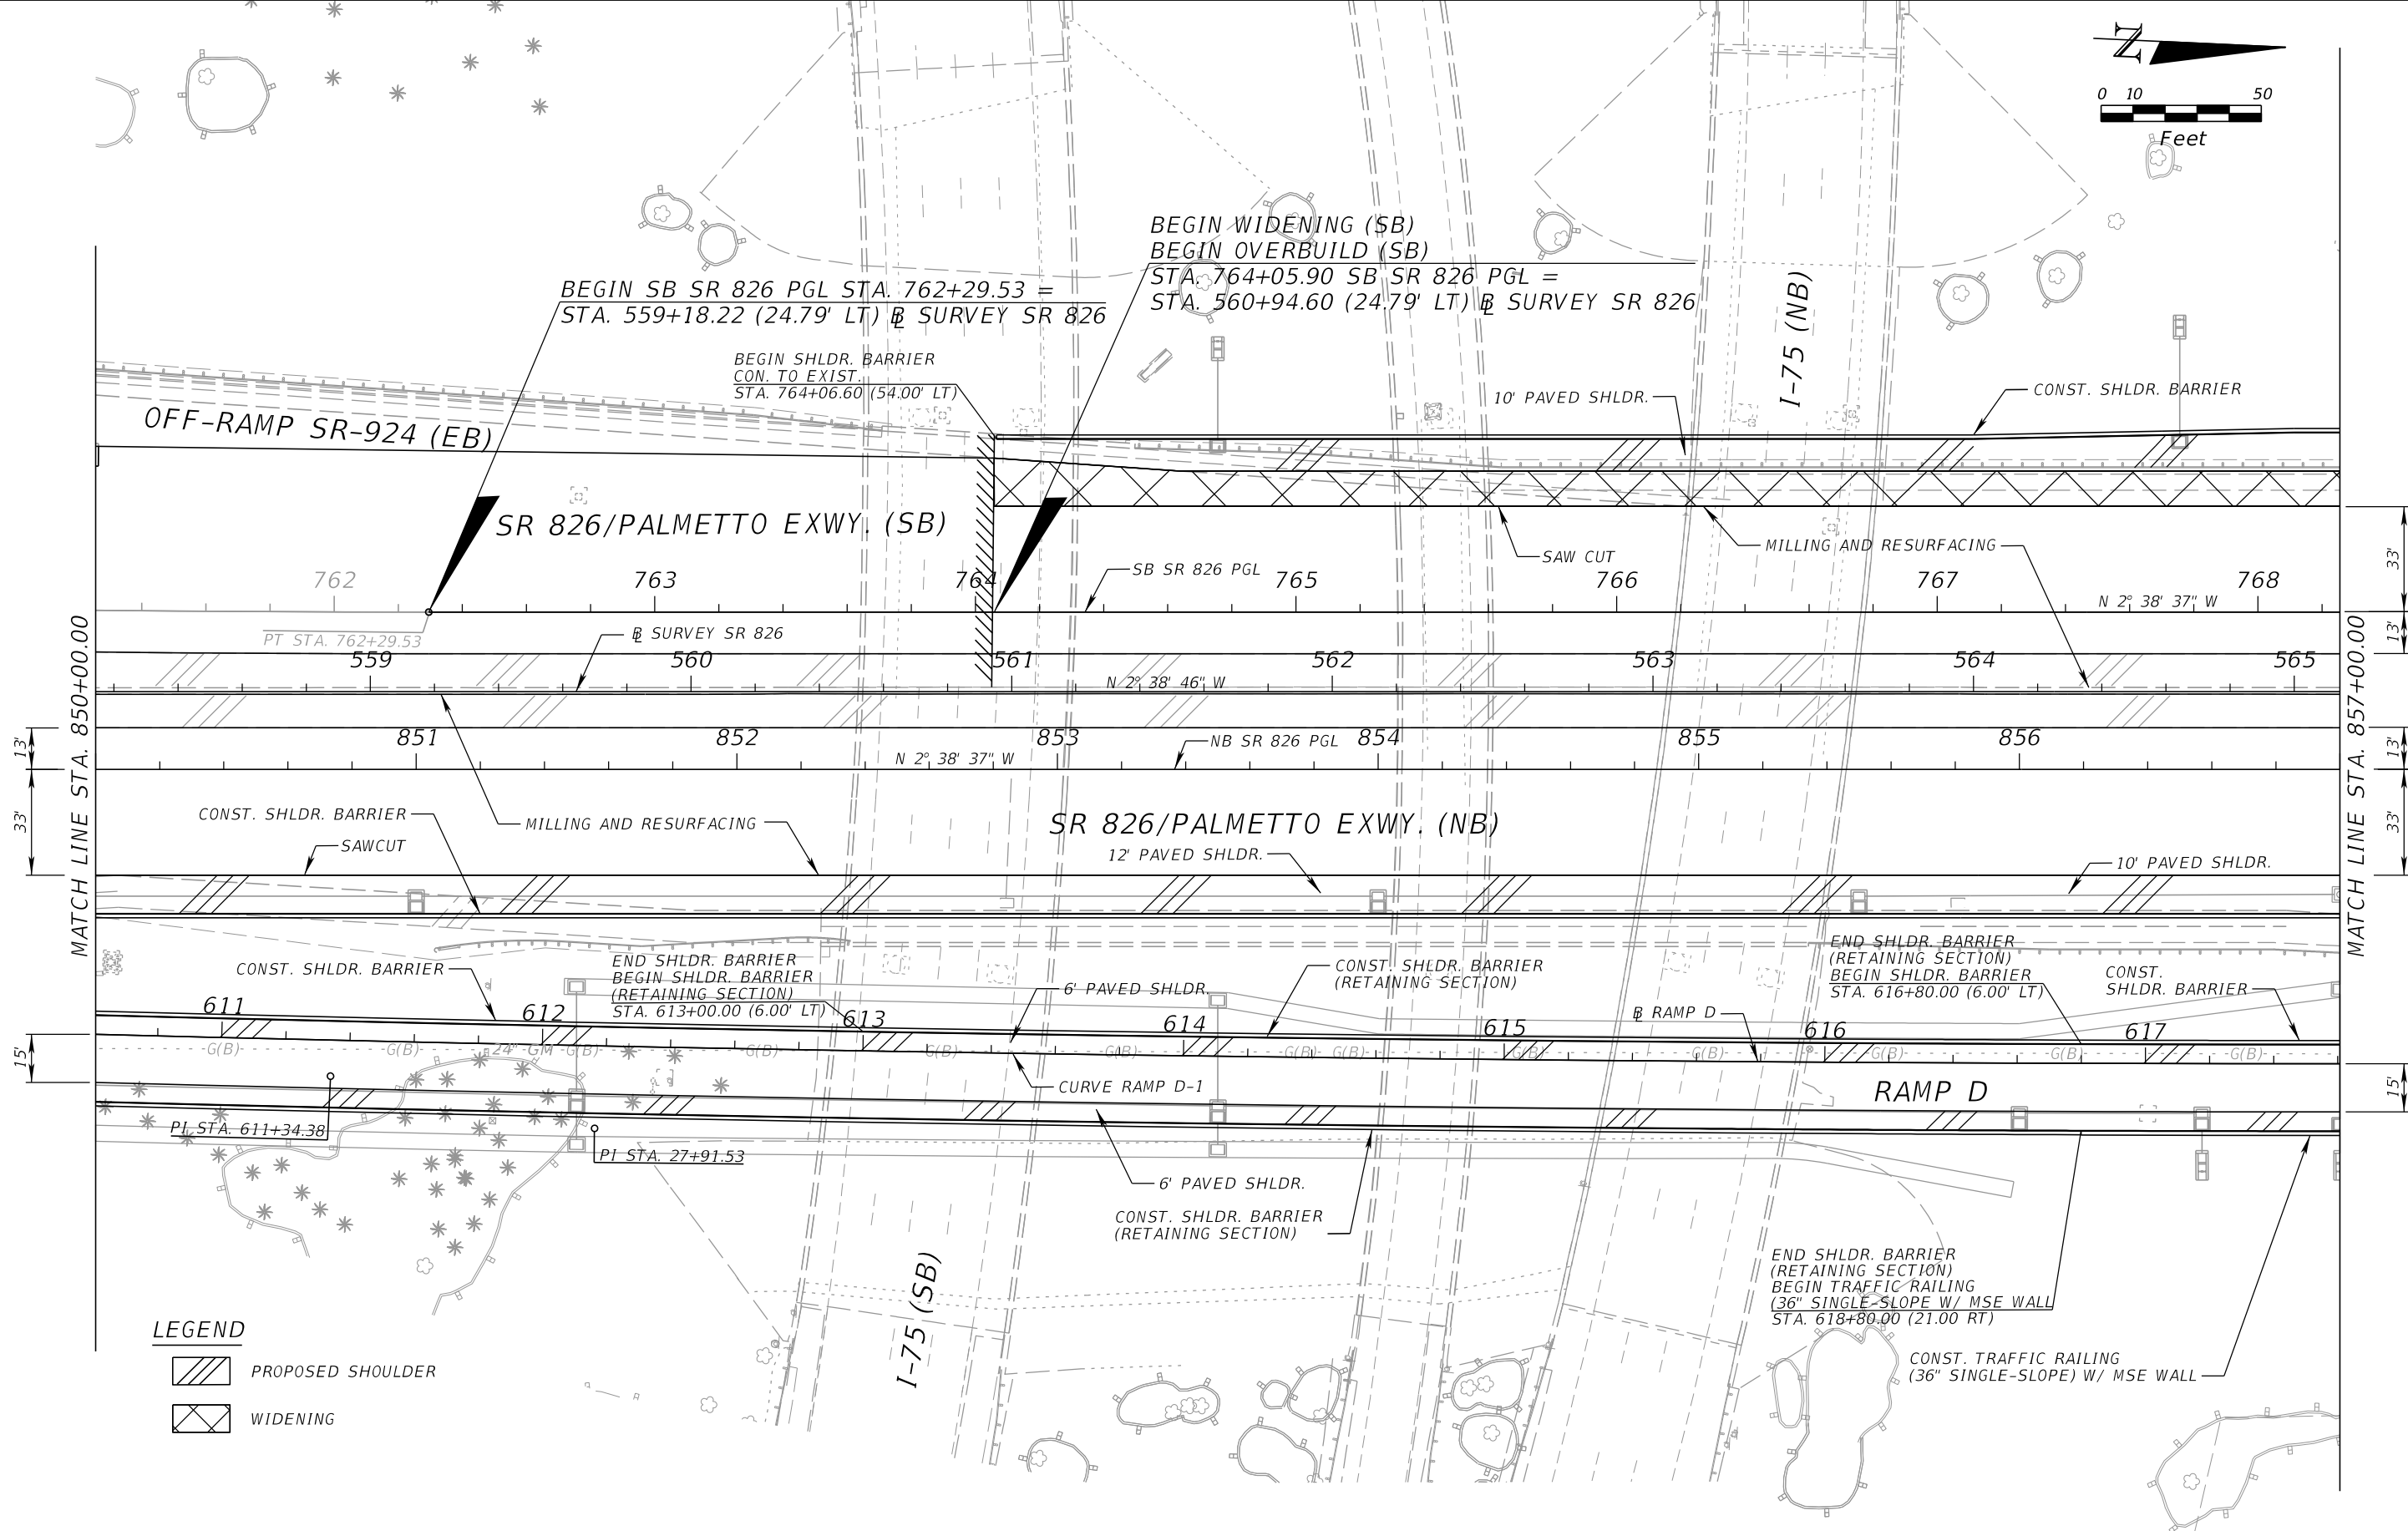 N
0 10 50
Feet
BEGIN WIDENING (SB)
BEGIN OVERBUILD (SB)
STA. 764+05.90 SB SR 826 PGL =
STA. 560+94.60 (24.79' LT) BL SURVEY SR 826
BEGIN SB SR 826 PGL STA. 762+29.53 =
STA. 559+18.22 (24.79' LT) BL SURVEY SR 826
BEGIN SHLDR. BARRIER
CON. TO EXIST.
STA. 764+06.60 (54.00' LT)
I-75 (NB)
10' PAVED SHLDR.
CONST. SHLDR. BARRIER
OFF-RAMP SR-924 (EB)
SR 826/PALMETTO EXWY. (SB)
SAW CUT
MILLING AND RESURFACING
33'
762 763 764 765 766 767 768
SB SR 826 PGL
N 2° 38' 37" W
PT STA. 762+29.53
BL SURVEY SR 826
13'
559 560 561 562 563 564 565
N 2° 38' 46" W
MATCH LINE STA. 850+00.00
MATCH LINE STA. 857+00.00
13'
13'
851 852 853 854 855 856
NB SR 826 PGL
N 2° 38' 37" W
33'
33'
CONST. SHLDR. BARRIER
MILLING AND RESURFACING
SR 826/PALMETTO EXWY. (NB)
SAWCUT
12' PAVED SHLDR.
10' PAVED SHLDR.
CONST. SHLDR. BARRIER
END SHLDR. BARRIER
BEGIN SHLDR. BARRIER
(RETAINING SECTION)
STA. 613+00.00 (6.00' LT)
6' PAVED SHLDR.
CONST. SHLDR. BARRIER
(RETAINING SECTION)
BL RAMP D
END SHLDR. BARRIER
(RETAINING SECTION)
BEGIN SHLDR. BARRIER
STA. 616+80.00 (6.00' LT)
CONST.
SHLDR. BARRIER
611 612 613 614 615 616 617
G(B) G(B) 24" GM G(B) G(B) G(B) G(B) G(B) G(B) G(B) G(B) G(B) G(B) G(B)
15'
15'
CURVE RAMP D-1
RAMP D
PI STA. 611+34.38
PI STA. 27+91.53
6' PAVED SHLDR.
CONST. SHLDR. BARRIER
(RETAINING SECTION)
I-75 (SB)
END SHLDR. BARRIER
(RETAINING SECTION)
BEGIN TRAFFIC RAILING
(36" SINGLE-SLOPE W/ MSE WALL
STA. 618+80.00 (21.00 RT)
CONST. TRAFFIC RAILING
(36" SINGLE-SLOPE) W/ MSE WALL
LEGEND
PROPOSED SHOULDER
WIDENING